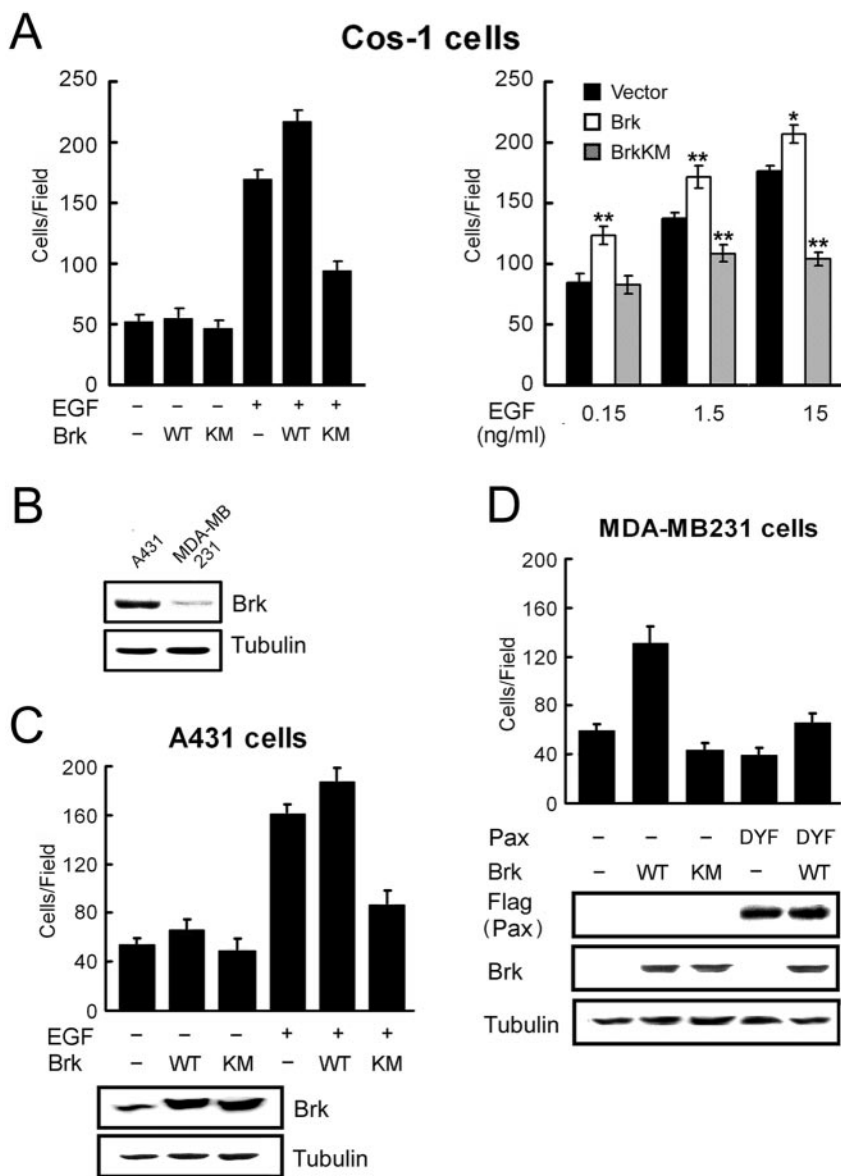 A
Cos-1 cells
Cells/Field
250
200
150
100
50
0
EGF − − − + + +
Brk − WT KM − WT KM
Cells/Field
250
200
150
100
50
0
Vector
Brk
BrkKM
** ** ** * **
EGF 0.15 1.5 15
(ng/ml)
B
A431 MDA-MB
231
Brk
Tubulin
C
A431 cells
Cells/Field
200
160
120
80
40
0
EGF − − − + + +
Brk − WT KM − WT KM
Brk
Tubulin
D
MDA-MB231 cells
Cells/Field
200
160
120
80
40
0
Pax − − − DYF DYF
Brk − WT KM − WT
Flag
(Pax)
Brk
Tubulin